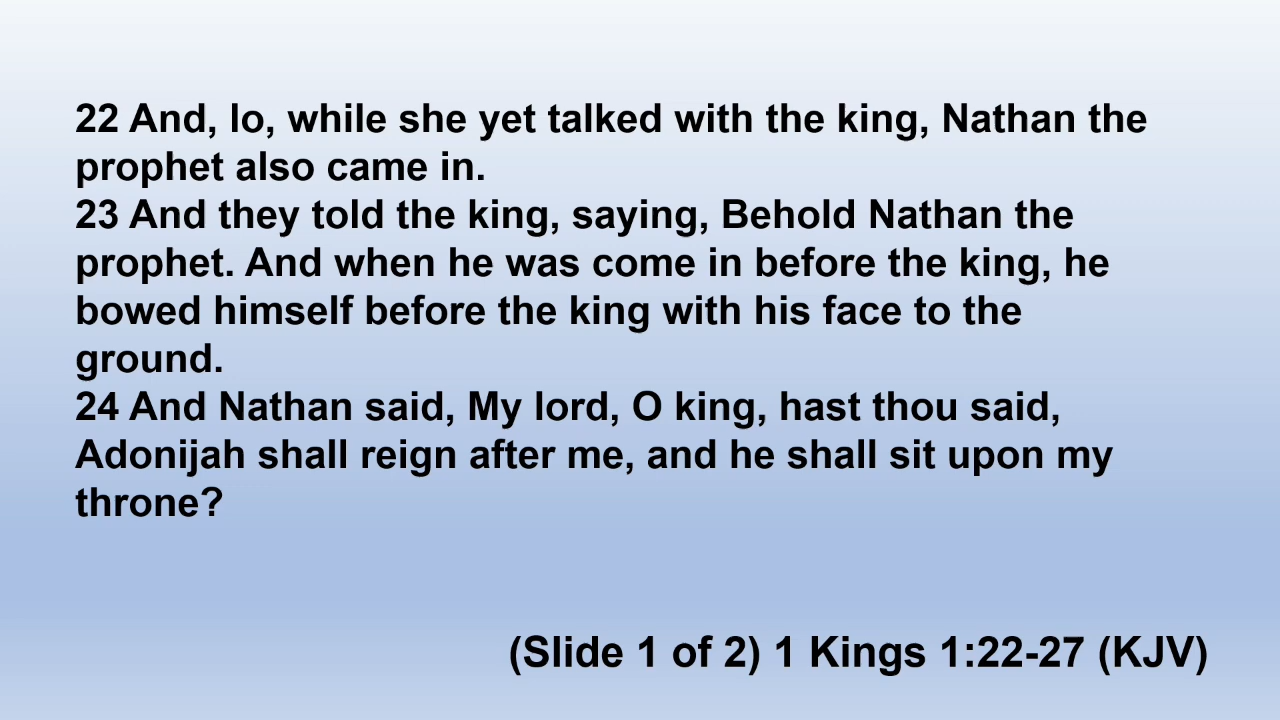 22 And, lo, while she yet talked with the king, Nathan the
prophet also came in.
23 And they told the king, saying, Behold Nathan the
prophet. And when he was come in before the king, he
bowed himself before the king with his face to the
ground.
24 And Nathan said, My lord, O king, hast thou said,
Adonijah shall reign after me, and he shall sit upon my
throne?
(Slide 1 of 2) 1 Kings 1:22-27 (KJV)